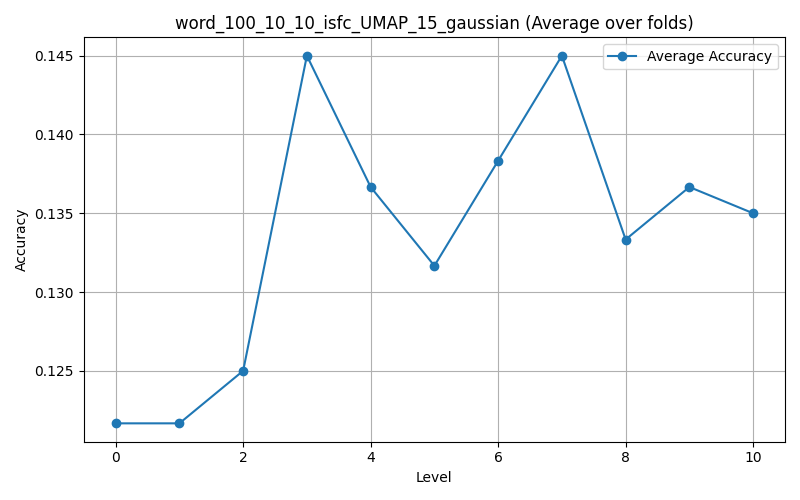 word_100_10_10_isfc_UMAP_15_gaussian (Average over folds)
Average Accuracy
0.145
0.140
0.135
0.130
0.125
Accuracy
0 2 4 6 8 10
Level